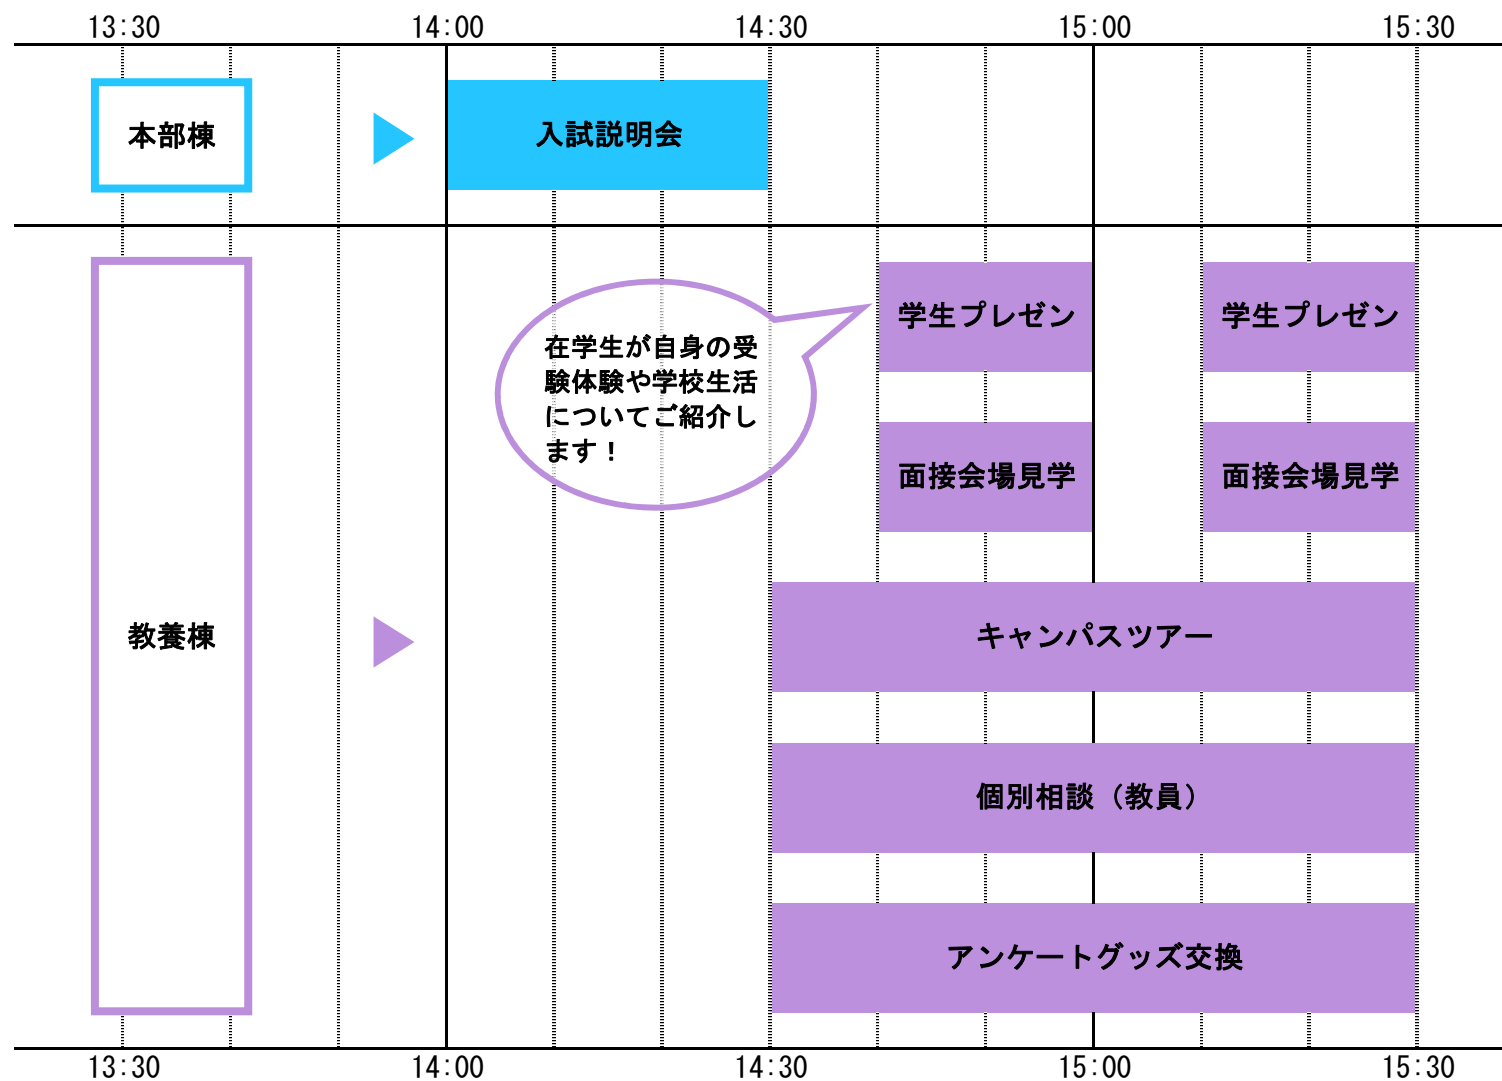 13:30
14:00
14:30
15:00
15:30
本部棟
入試説明会
教養棟
在学生が自身の受
験体験や学校生活
についてご紹介し
ます！
学生プレゼン
学生プレゼン
面接会場見学
面接会場見学
キャンパスツアー
個別相談（教員）
アンケートグッズ交換
13:30
14:00
14:30
15:00
15:30